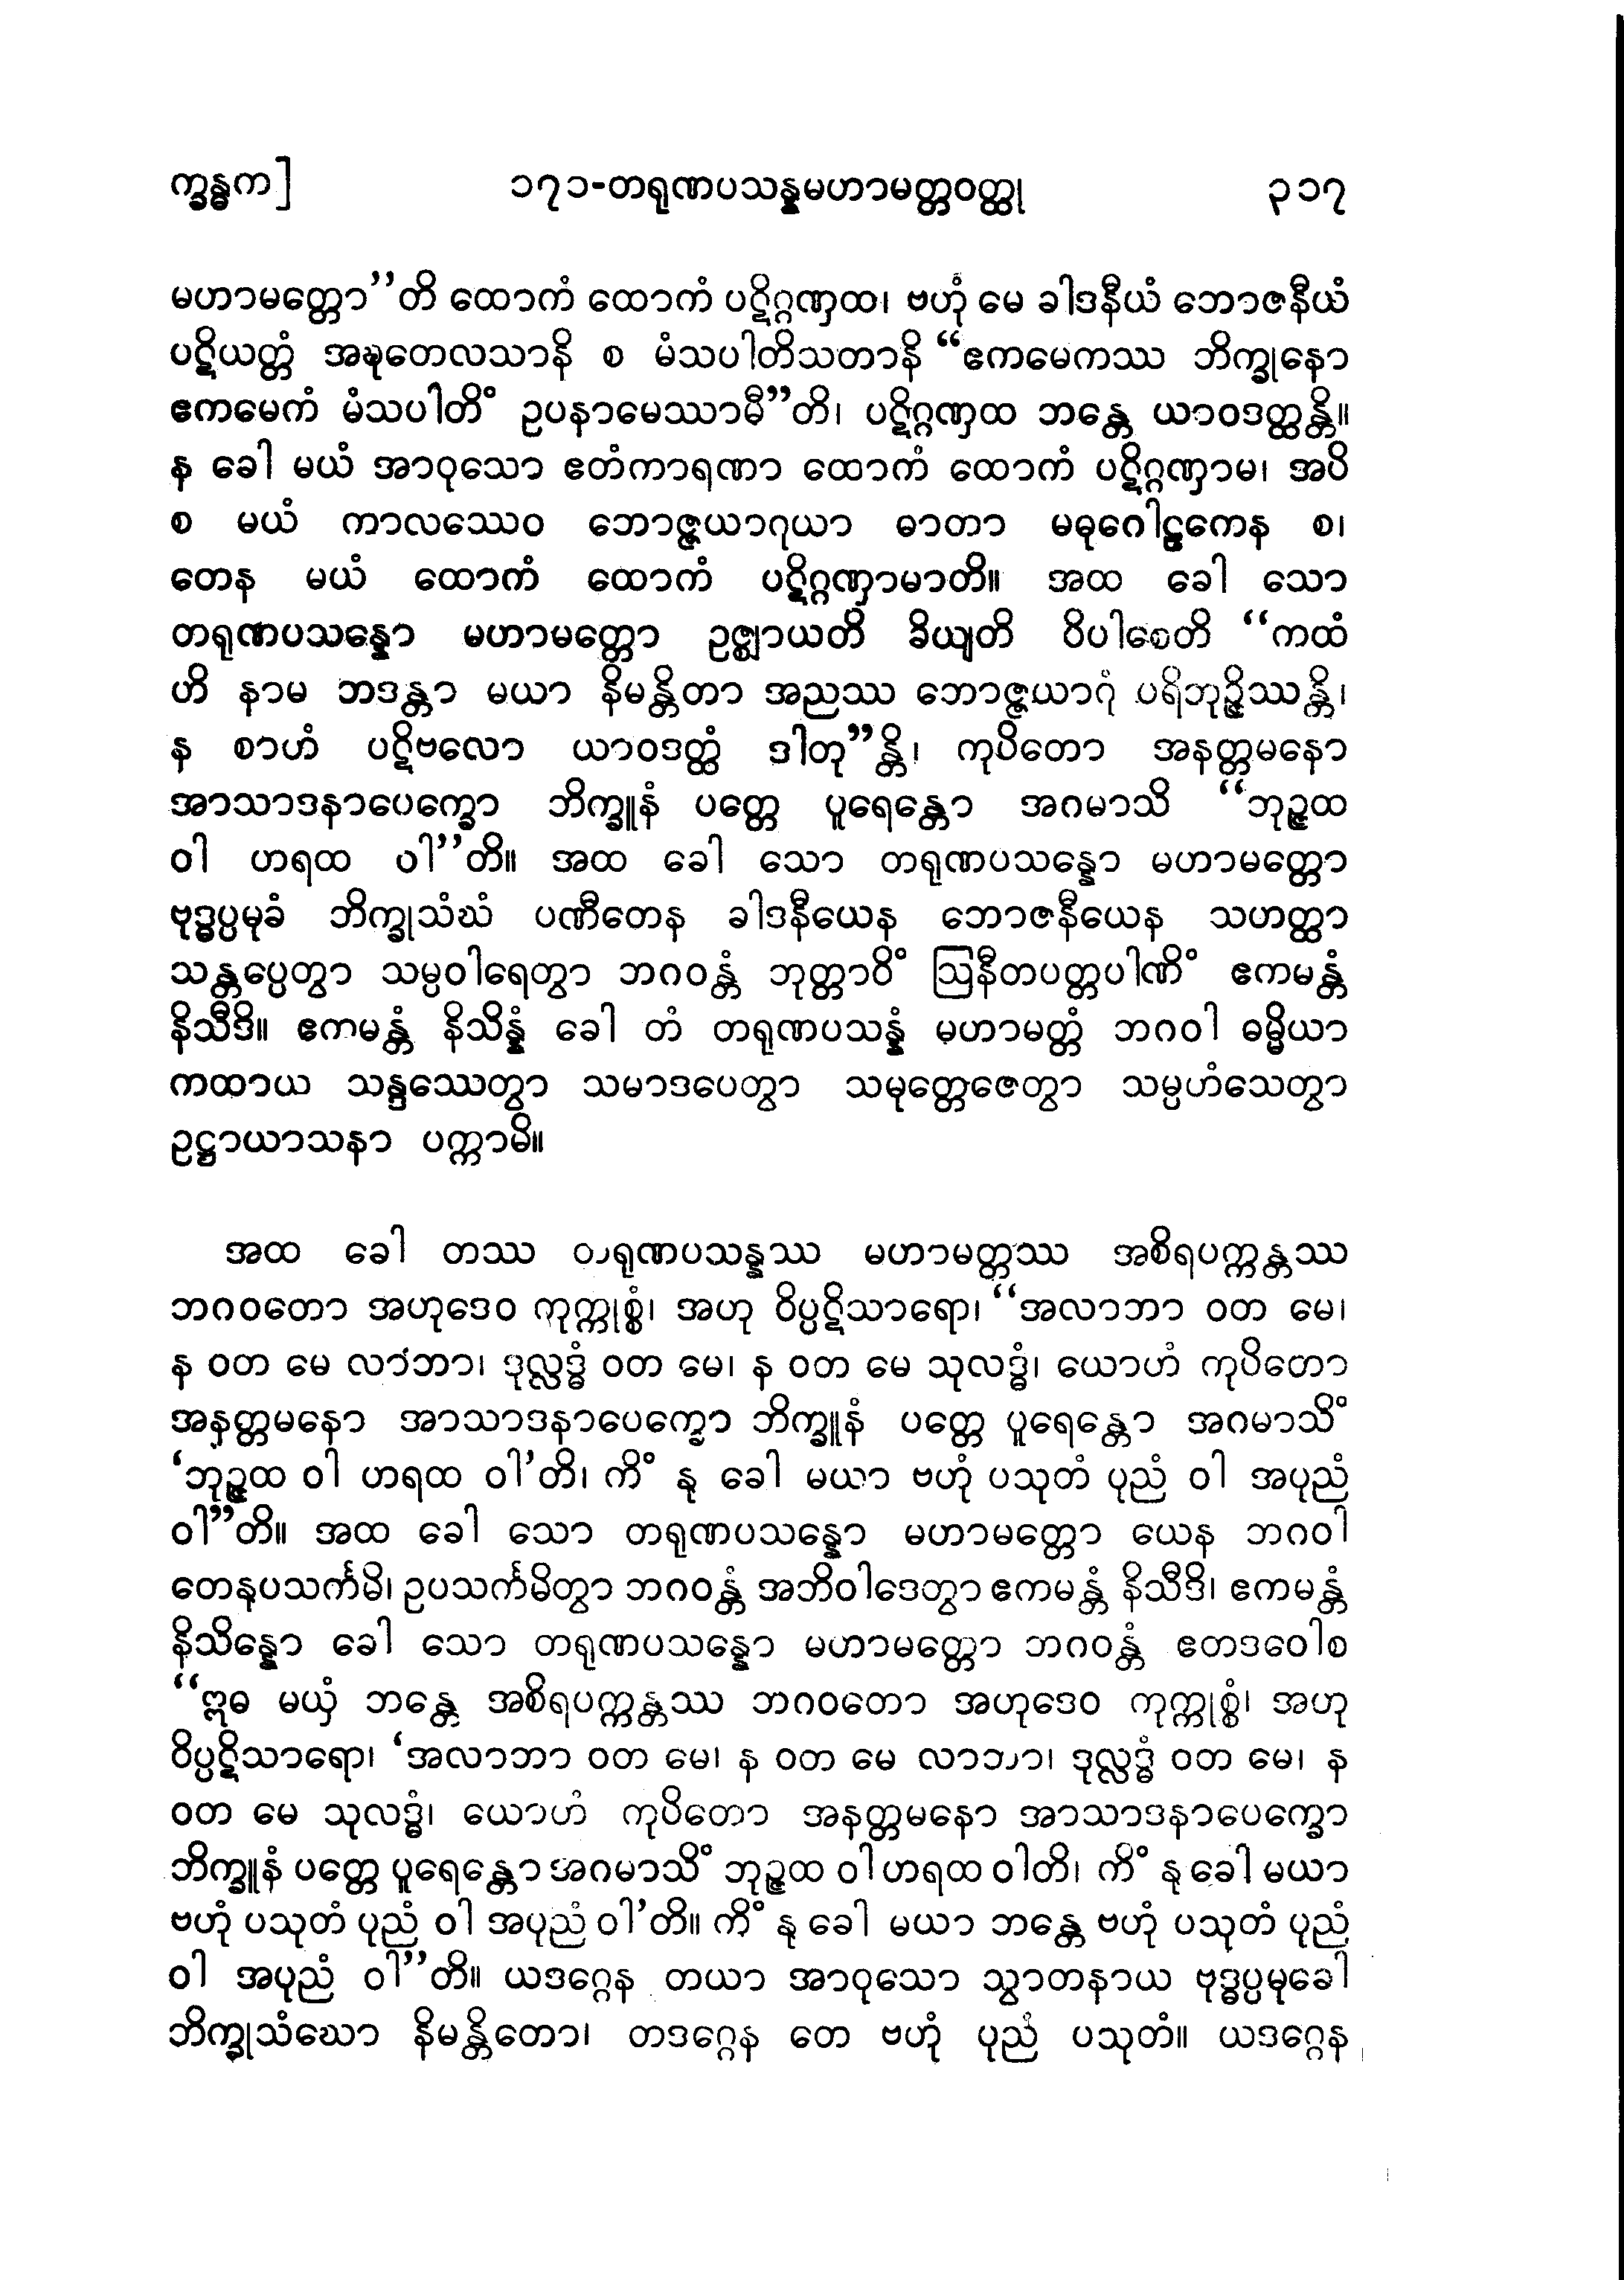 က္ခန္ဓက]	၁၇၁-တရုဏပသန္နမဟာမတ္တဝတ္ထု	၃၁၇
မဟာမတ္တော’’တိ ထောကံ ထောကံ ပဋိဂ္ဂဏှထ၊ ဗဟုံ မေ ခါဒနီယံ ဘောဇနီယံ
ပဋိယတ္တံ အဍ္ဎတေလသာနိ စ မံသပါတိသတာနိ “ဧကမေကဿ ဘိက္ခုနော
ဧကမေကံ မံသပါတိံ ဥပနာမေဿာမီ”တိ၊ ပဋိဂ္ဂဏှထ ဘန္တေ ယာဝဒတ္ထန္တိ။
န ခေါ မယံ အာဝုသော ဧတံကာရဏာ ထောကံ ထောကံ ပဋိဂ္ဂဏှာမ၊ အပိ
စ မယံ ကာလဿေဝ ဘောဇ္ဇယာဂုယာ ဓာတာ မဓုဂေါဠကေန စ၊
တေန မယံ ထောကံ ထောကံ ပဋိဂ္ဂဏှာမာတိ။ အထ ခေါ သော
တရုဏပသန္နော မဟာမတ္တော ဥဇ္ဈာယတိ ခိယျတိ ဝိပါစေတိ “ကထံ
ဟိ နာမ ဘဒန္တာ မယာ နိမန္တိတာ အညဿ ဘောဇ္ဇယာဂုံ ပရိဘုဉ္ဇိဿန္တိ၊
န စာဟံ ပဋိဗလော ယာဝဒတ္ထံ ဒါတု”န္တိ၊ ကုပိတော အနတ္တမနော
အာသာဒနာပေက္ခော ဘိက္ခူနံ ပတ္တေ ပူရေန္တော အဂမာသိ “ဘုဉ္ဇထ
ဝါ ဟရထ ဝါ’’တိ။ အထ ခေါ သော တရုဏပသန္နော မဟာမတ္တော
ဗုဒ္ဓပ္ပမုခံ ဘိက္ခုသံဃံ ပဏီတေန ခါဒနီယေန ဘောဇနီယေန သဟတ္ထာ
သန္တပ္ပေတွာ သမ္ပဝါရေတွာ ဘဂဝန္တံ ဘုတ္တာဝိံ ဩနီတပတ္တပါဏိံ ဧကမန္တံ
နိသီဒိ။ ဧကမန္တံ နိသိန္နံ ခေါ တံ တရုဏပသန္နံ မဟာမတ္တံ ဘဂဝါ ဓမ္မိယာ
ကထာယ သန္ဒဿေတွာ သမာဒပေတွာ သမုတ္တေဇေတွာ သမ္ပဟံသေတွာ
ဥဋ္ဌာယာသနာ ပက္ကာမိ။
အထ ခေါ တဿ တရုဏပသန္နဿ မဟာမတ္တဿ အစိရပက္ကန္တဿ
ဘဂဝတော အဟုဒေဝ ကုက္ကုစ္စံ၊ အဟု ဝိပ္ပဋိသာရော၊ “အလာဘာ ဝတ မေ၊
န ဝတ မေ လာဘာ၊ ဒုလ္လဒ္ဓံ ဝတ မေ၊ န ဝတ မေ သုလဒ္ဓံ၊ ယောဟံ ကုပိတော
အနတ္တမနော အာသာဒနာပေက္ခော ဘိက္ခူနံ ပတ္တေ ပူရေန္တော အဂမာသိံ
‘ဘုဉ္ဇထ ဝါ ဟရထ ဝါ’တိ၊ ကိံ နု ခေါ မယာ ဗဟုံ ပသုတံ ပုညံ ဝါ အပုညံ
ဝါ”တိ။ အထ ခေါ သော တရုဏပသန္နော မဟာမတ္တော ယေန ဘဂဝါ
တေနုပသင်္ကမိ၊ ဥပသင်္ကမိတွာ ဘဂဝန္တံ အဘိဝါဒေတွာ ဧကမန္တံ နိသီဒိ၊ ဧကမန္တံ
နိသိန္နော ခေါ သော တရုဏပသန္နော မဟာမတ္တော ဘဂဝန္တံ ဧတဒဝေါစ
“ဣဓ မယှံ ဘန္တေ အစိရပက္ကန္တဿ ဘဂဝတော အဟုဒေဝ ကုက္ကုစ္စံ၊ အဟု
ဝိပ္ပဋိသာရော၊ ‘အလာဘာ ဝတ မေ၊ န ဝတ မေ လာဘာ၊ ဒုလ္လဒ္ဓံ ဝတ မေ၊ န
ဝတ မေ သုလဒ္ဓံ၊ ယောဟံ ကုပိတော အနတ္တမနော အာသာဒနာပေက္ခော
ဘိက္ခူနံ ပတ္တေ ပူရေန္တော အဂမာသိံ ဘုဉ္ဇထ ဝါ ဟရထ ဝါတိ၊ ကိံ နု ခေါ မယာ
ဗဟုံ ပသုတံ ပုညံ ဝါ အပုညံ ဝါ’တိ။ ကိံ နု ခေါ မယာ ဘန္တေ ဗဟုံ ပသုတံ ပုညံ
ဝါ အပုညံ ဝါ’’တိ။ ယဒဂ္ဂေန တယာ အာဝုသော သွာတနာယ ဗုဒ္ဓပ္ပမုခေါ
ဘိက္ခုသံဃော နိမန္တိတော၊ တဒဂ္ဂေန တေ ဗဟုံ ပုညံ ပသုတံ။ ယဒဂ္ဂေန